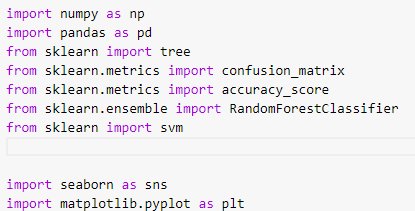 import numpy as np
import pandas as pd
from sklearn import tree
from sklearn.metrics import confusion_matrix
from sklearn.metrics import accuracy_score
from sklearn.ensemble import RandomForestClassifier
from sklearn import svm
import seaborn as sns
import matplotlib.pyplot as plt